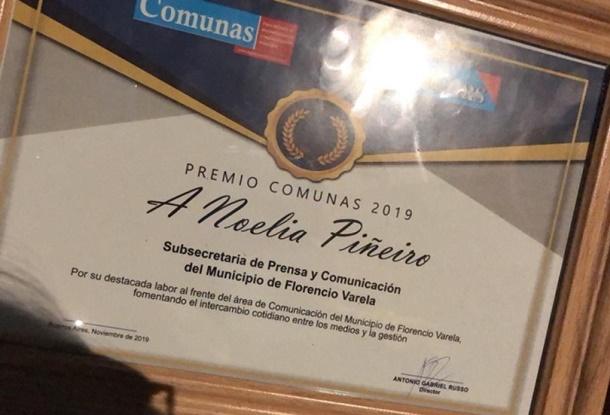 Comunas
PREMIO COMUNAS 2019
A Noelia Piñeiro
Subsecretaria de Prensa y Comunicación
del Municipio de Florencio Varela
Por su destacada labor al frente del área de Comunicación del Municipio de Florencio Varela,
fomentando el intercambio cotidiano entre los medios y la gestión
Buenos Aires, Noviembre de 2019
ANTONIO GABRIEL RUSSO
Director